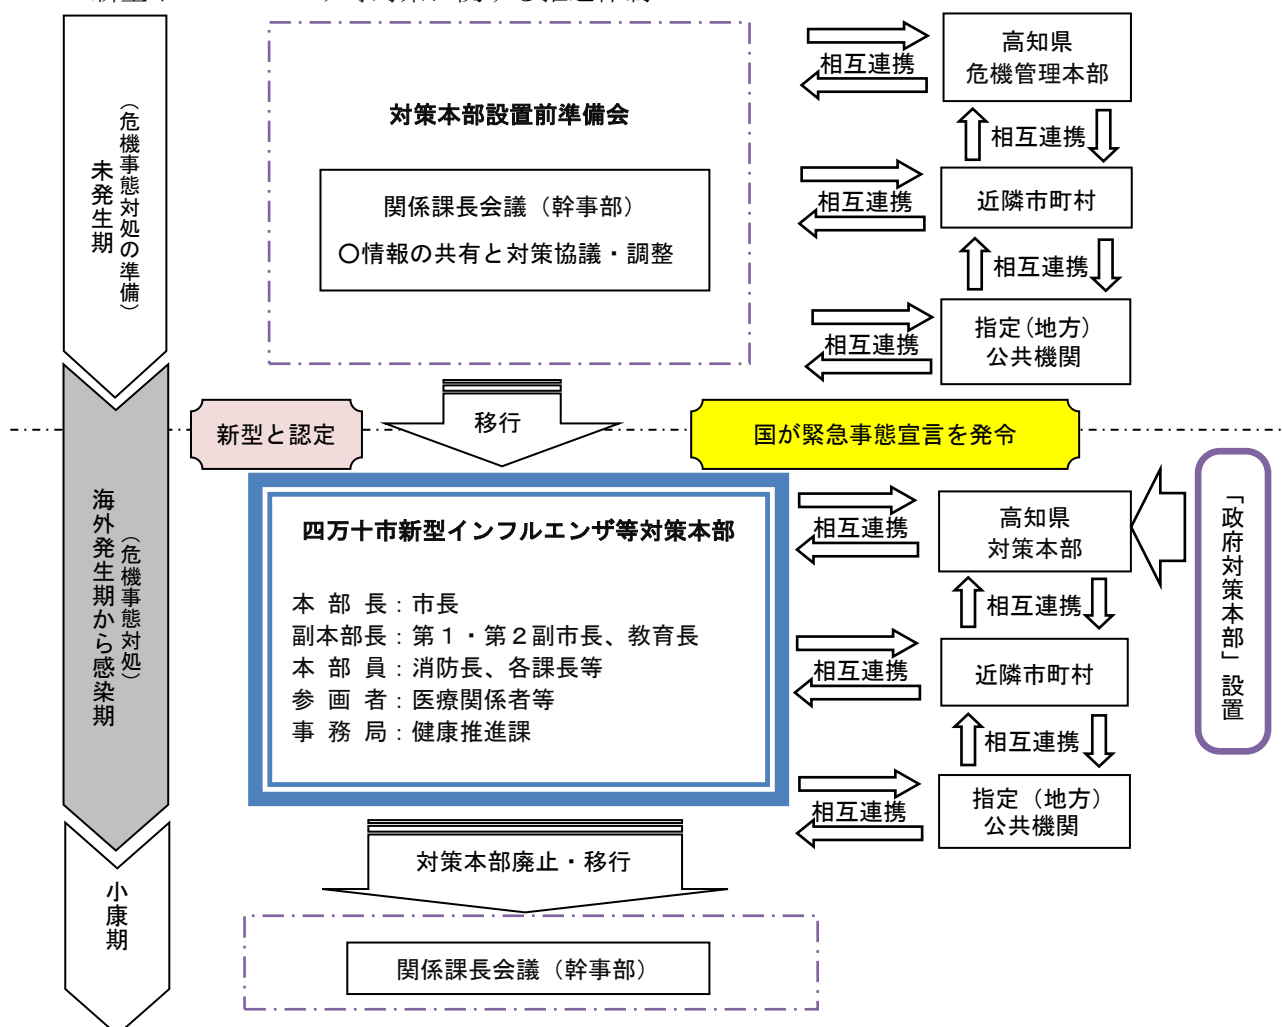 未発生期
（危機事態対処の準備）
対策本部設置前準備会
関係課長会議（幹事部）
〇情報の共有と対策協議・調整
相互連携
高知県
危機管理本部
相互連携
相互連携
近隣市町村
相互連携
相互連携
指定(地方)
公共機関
新型と認定
移行
国が緊急事態宣言を発令
海外発生期から感染期
（危機事態対処）
四万十市新型インフルエンザ等対策本部
本 部 長：市長
副本部長：第１・第２副市長、教育長
本 部 員：消防長、各課長等
参 画 者：医療関係者等
事 務 局：健康推進課
相互連携
高知県
対策本部
「政府対策本部」設置
相互連携
相互連携
近隣市町村
相互連携
相互連携
指定（地方）
公共機関
対策本部廃止・移行
小康期
関係課長会議（幹事部）